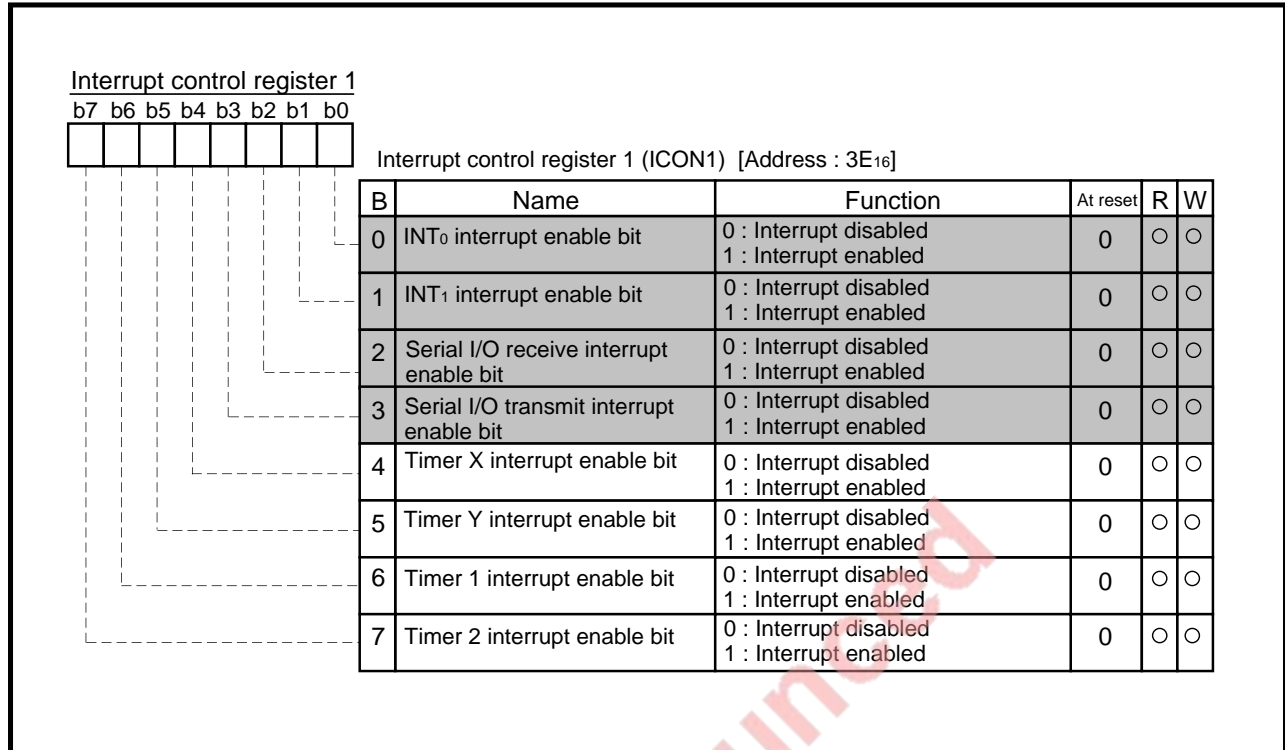 Interrupt control register 1
b7 b6 b5 b4 b3 b2 b1 b0
Interrupt control register 1 (ICON1) [Address : 3E16]
B Name Function At reset R W
0 INT0 interrupt enable bit 0 : Interrupt disabled 0 ○ ○
1 : Interrupt enabled
1 INT1 interrupt enable bit 0 : Interrupt disabled 0 ○ ○
1 : Interrupt enabled
2 Serial I/O receive interrupt 0 : Interrupt disabled 0 ○ ○
enable bit 1 : Interrupt enabled
3 Serial I/O transmit interrupt 0 : Interrupt disabled 0 ○ ○
enable bit 1 : Interrupt enabled
4 Timer X interrupt enable bit 0 : Interrupt disabled 0 ○ ○
1 : Interrupt enabled
5 Timer Y interrupt enable bit 0 : Interrupt disabled 0 ○ ○
1 : Interrupt enabled
6 Timer 1 interrupt enable bit 0 : Interrupt disabled 0 ○ ○
1 : Interrupt enabled
7 Timer 2 interrupt enable bit 0 : Interrupt disabled 0 ○ ○
1 : Interrupt enabled